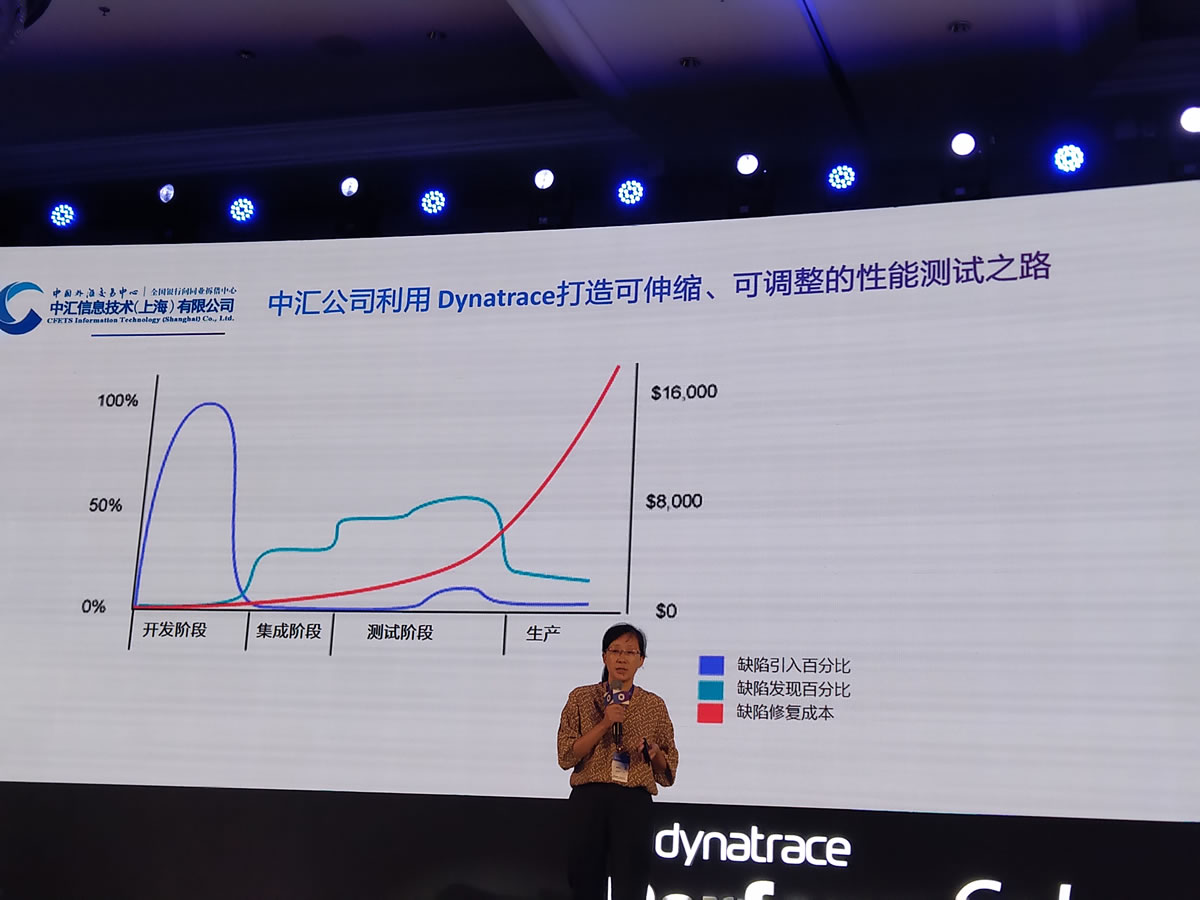 中国外汇交易中心 | 全国银行间同业拆借中心
中汇信息技术(上海)有限公司
CFETS Information Technology (Shanghai) Co., Ltd.
中汇公司利用 Dynatrace打造可伸缩、可调整的性能测试之路
100%
50%
0%
$16,000
$8,000
$0
开发阶段
集成阶段
测试阶段
生产
缺陷引入百分比
缺陷发现百分比
缺陷修复成本
dynatrace